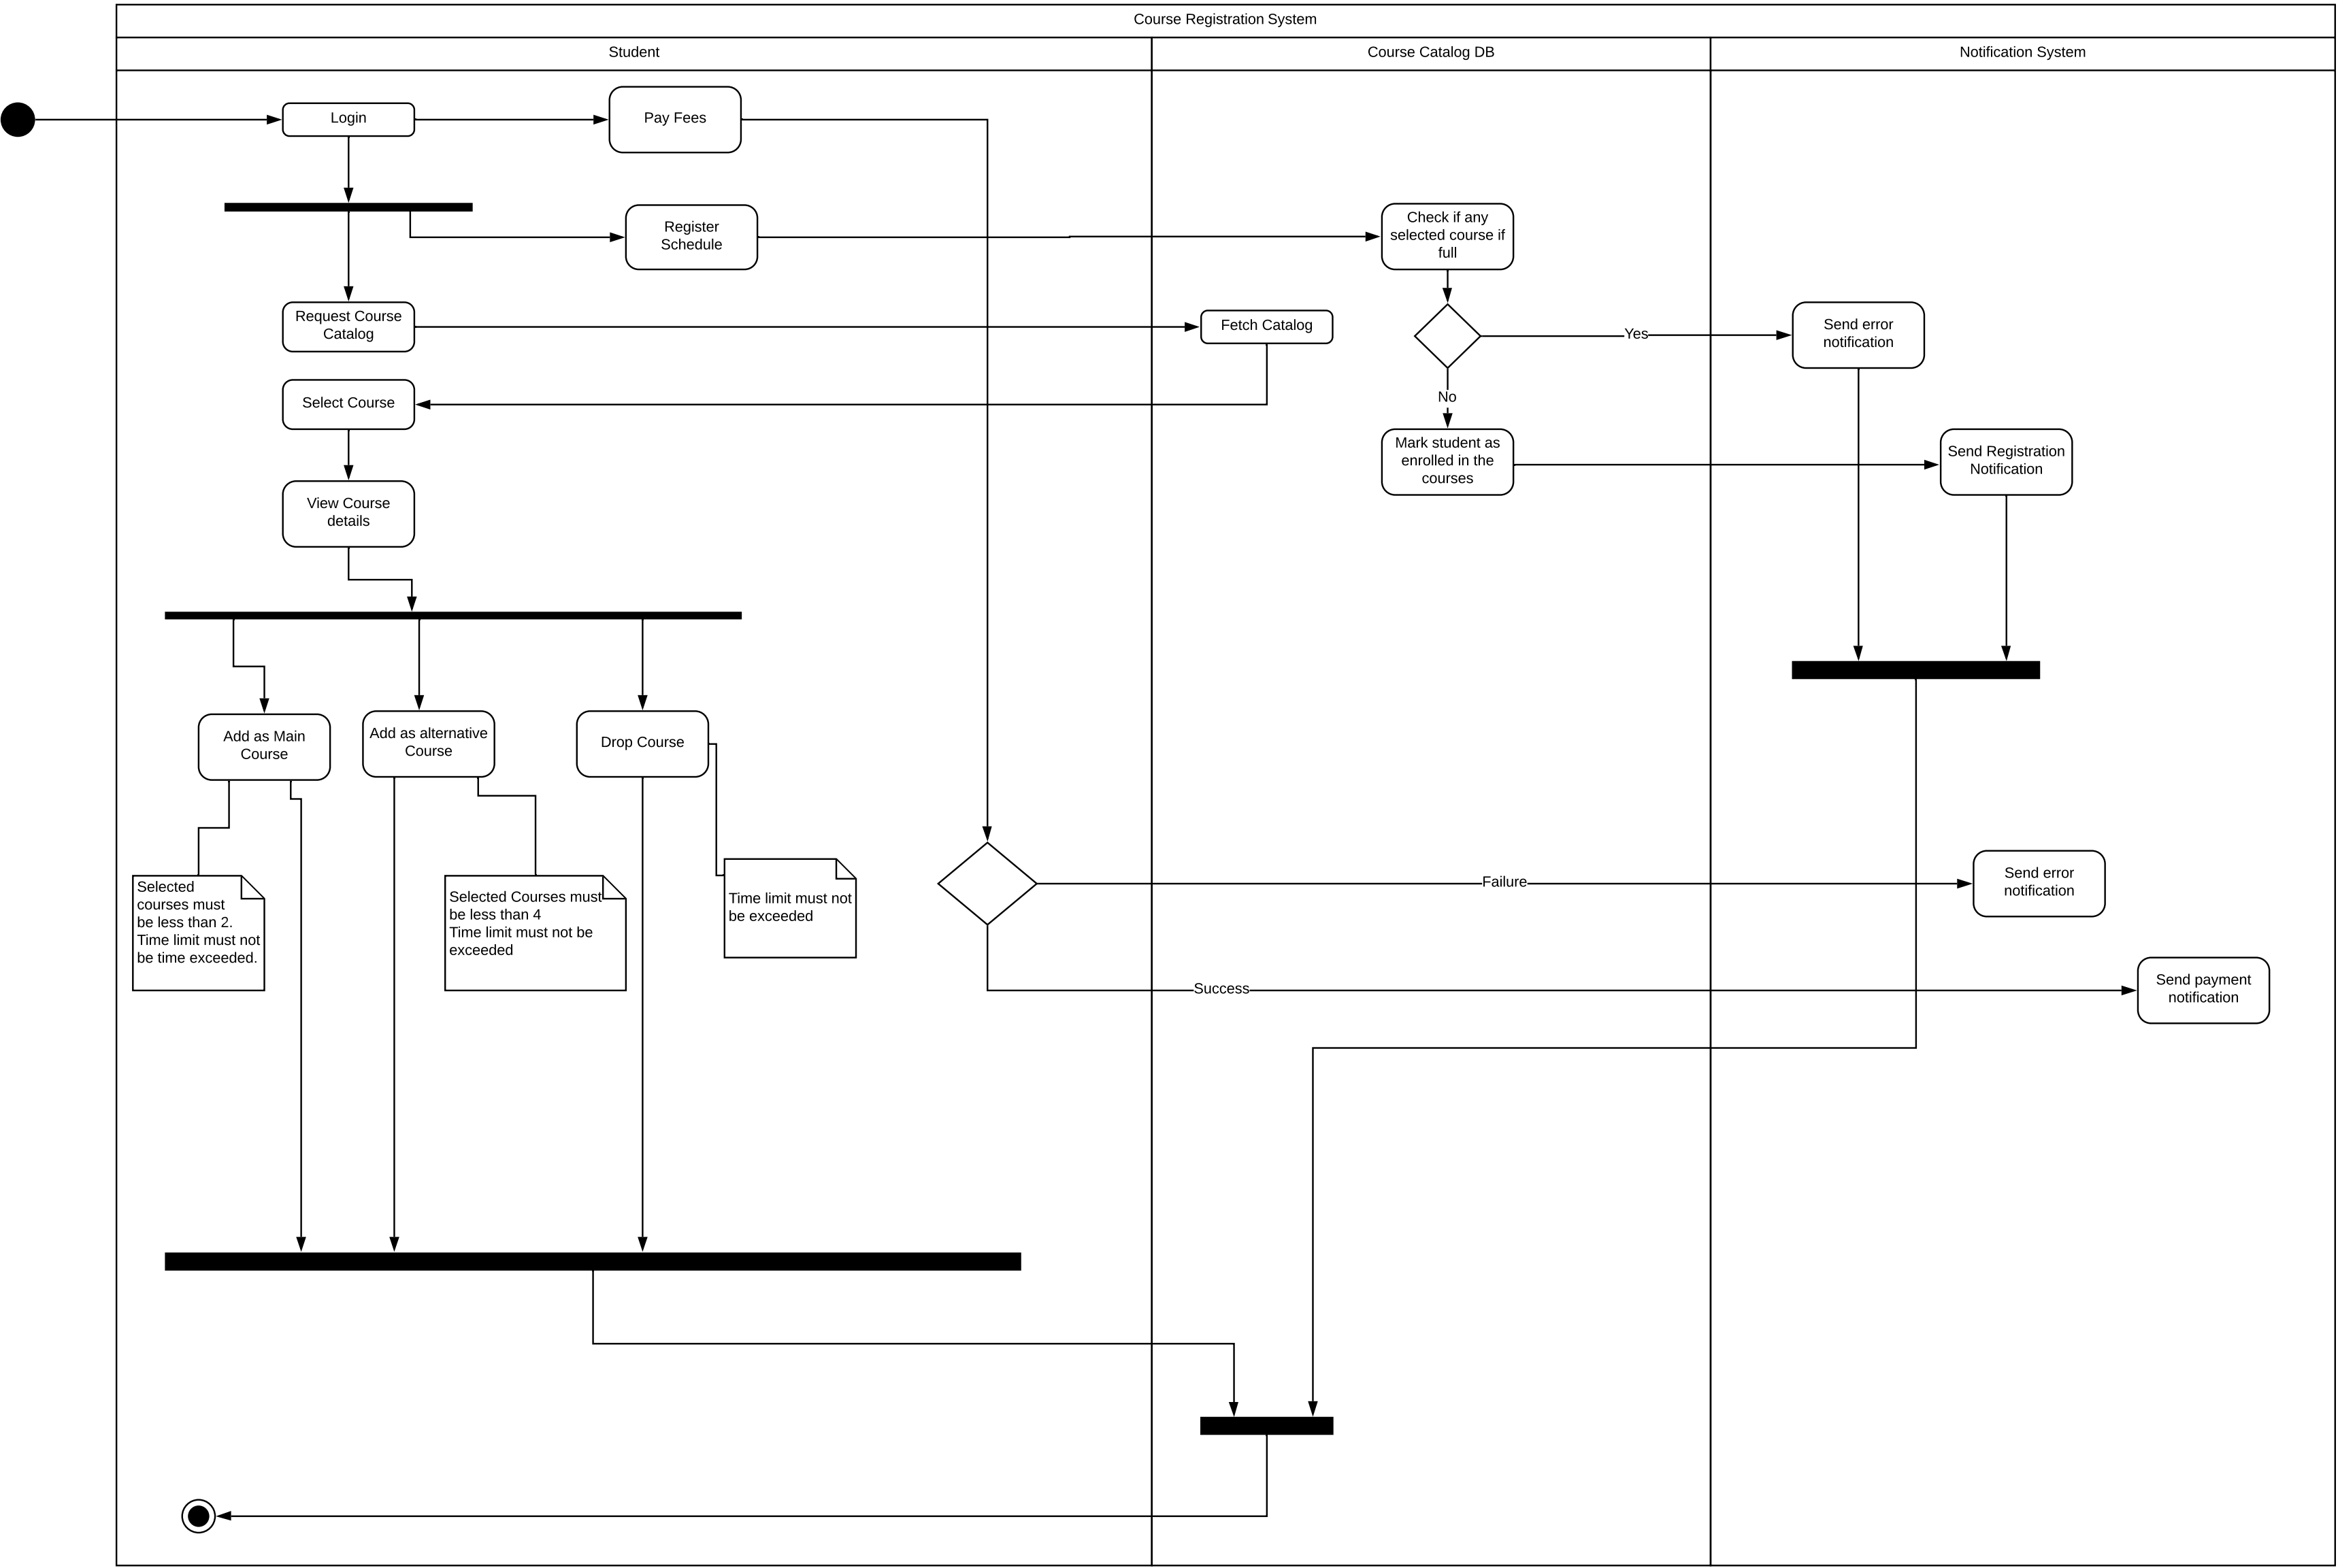 Course Registration System
Student
Course Catalog DB
Notification System
Login
Pay Fees
Register
Schedule
Check if any
selected course if
full
Request Course
Catalog
Fetch Catalog
Yes
Send error
notification
Select Course
No
Mark student as
enrolled in the
courses
Send Registration
Notification
View Course
details
Add as Main
Course
Add as alternative
Course
Drop Course
Selected
courses must
be less than 2.
Time limit must not
be time exceeded.
Selected Courses must
be less than 4
Time limit must not be
exceeded
Time limit must not
be exceeded
Failure
Send error
notification
Success
Send payment
notification